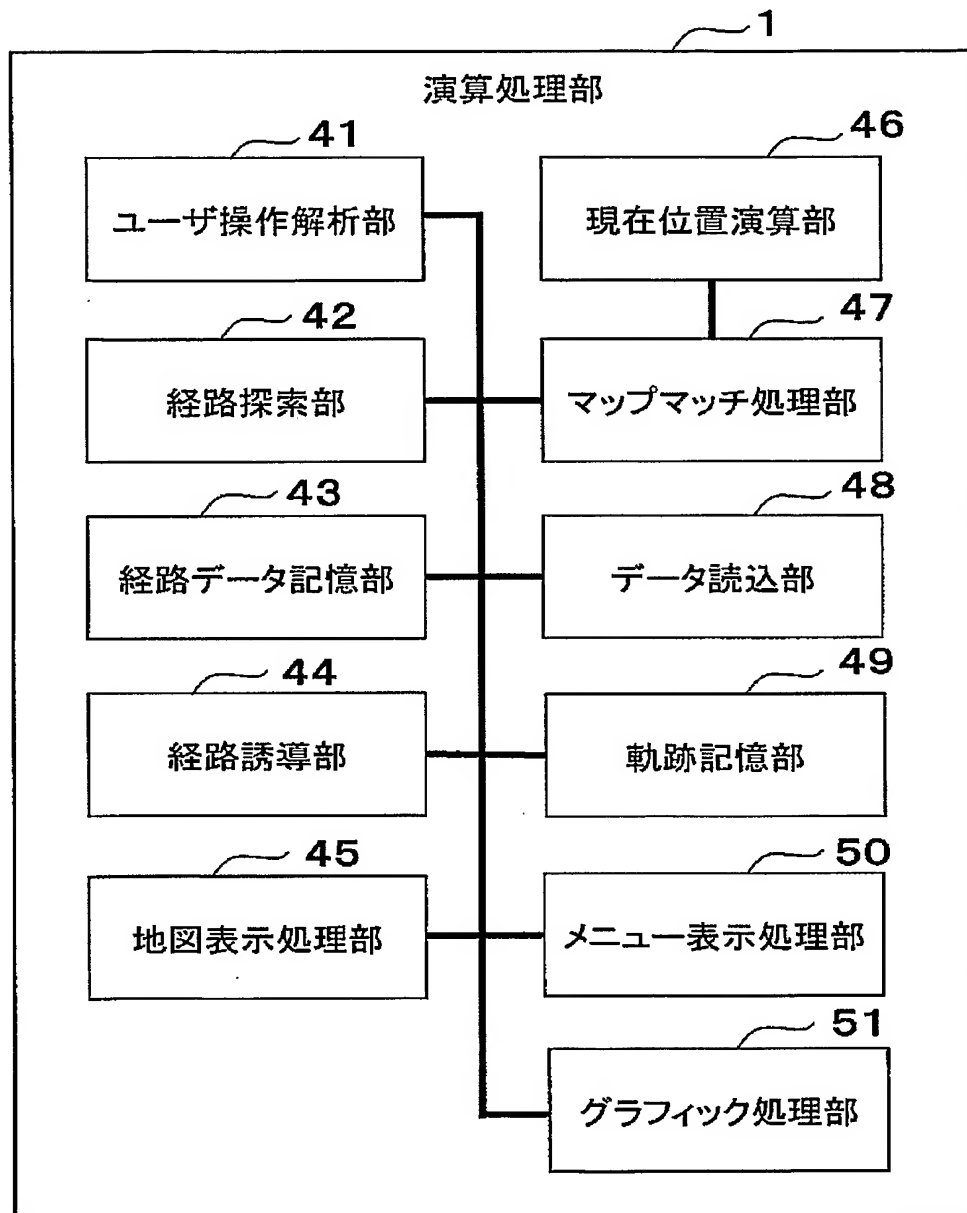 1
演算処理部
41
ユーザ操作解析部
46
現在位置演算部
42
経路探索部
47
マップマッチ処理部
43
経路データ記憶部
48
データ読込部
44
経路誘導部
49
軌跡記憶部
45
地図表示処理部
50
メニュー表示処理部
51
グラフィック処理部